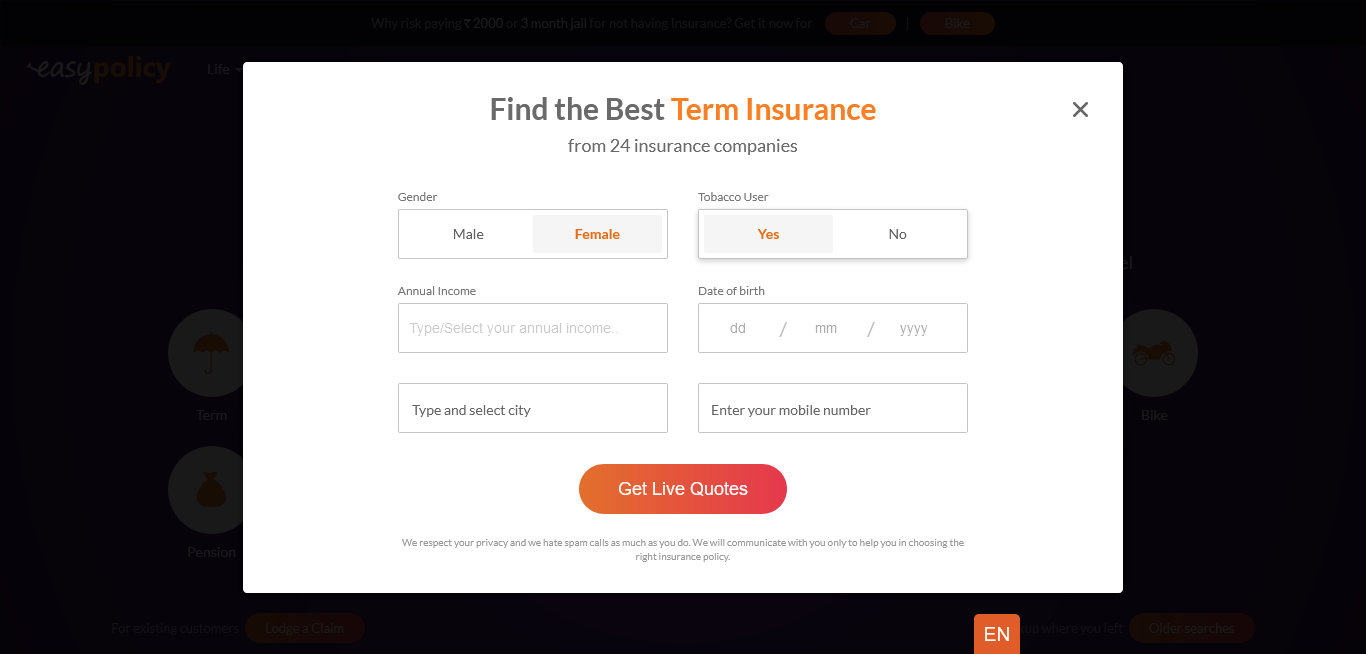 Why risk paying ₹ 2000 or 3 month jail for not having Insurance? Get it now for Car | Bike
easypolicy Life
Find the Best Term Insurance
from 24 insurance companies
Gender
Male Female
Tobacco User
Yes No
Annual Income
Type/Select your annual income..
Date of birth
dd / mm / yyyy
Type and select city
Enter your mobile number
Get Live Quotes
We respect your privacy and we hate spam calls as much as you do. We will communicate with you only to help you in choosing the
right insurance policy.
Term
Bike
Pension
For existing customers Lodge a Claim
EN
up where you left Older searches